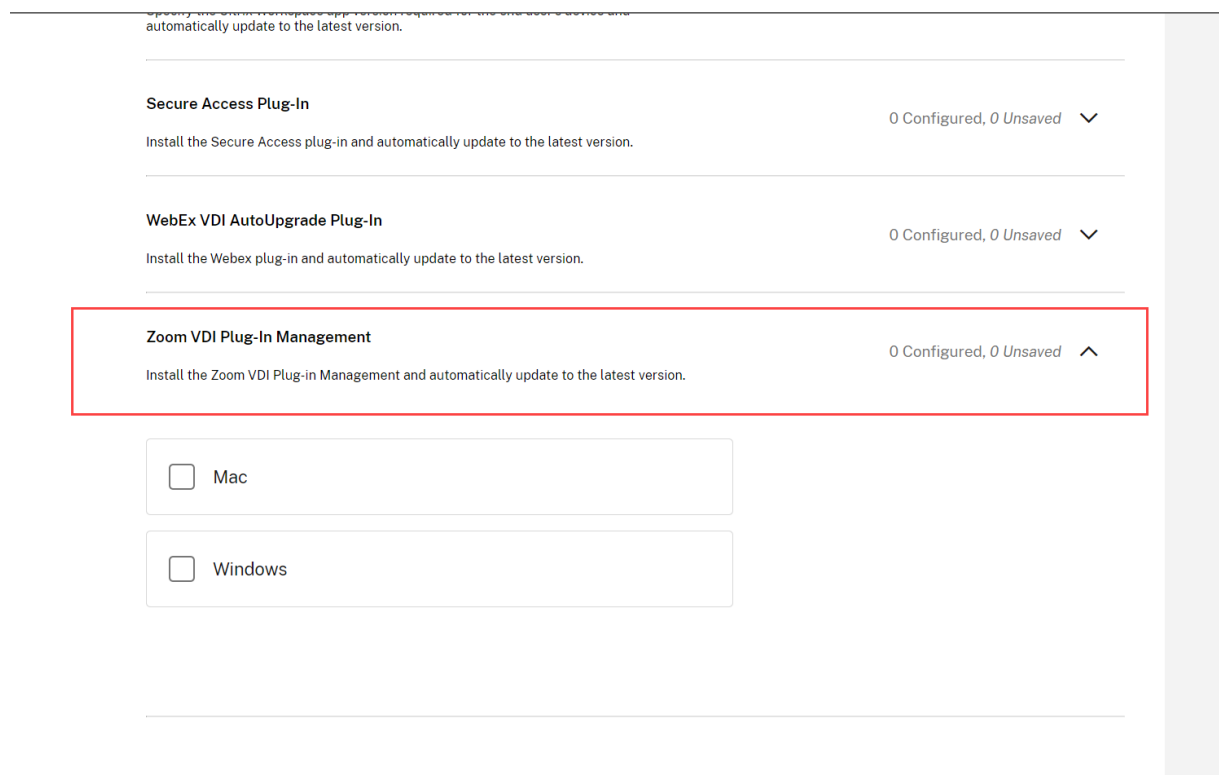 automatically update to the latest version.
Secure Access Plug-In
0 Configured, 0 Unsaved
Install the Secure Access plug-in and automatically update to the latest version.
WebEx VDI AutoUpgrade Plug-In
0 Configured, 0 Unsaved
Install the Webex plug-in and automatically update to the latest version.
Zoom VDI Plug-In Management
0 Configured, 0 Unsaved
Install the Zoom VDI Plug-in Management and automatically update to the latest version.
Mac
Windows